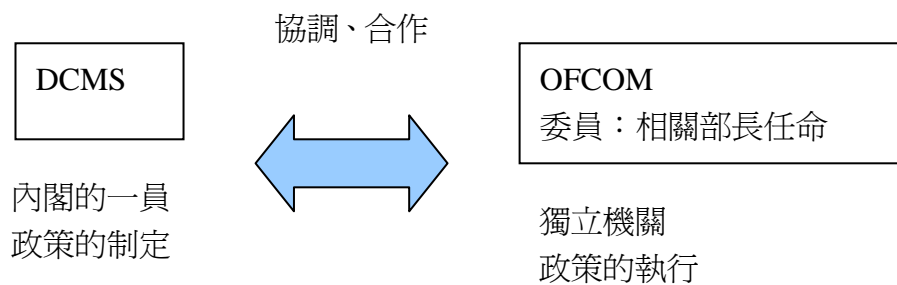 協調、合作
DCMS
OFCOM
委員：相關部長任命
內閣的一員
政策的制定
獨立機關
政策的執行